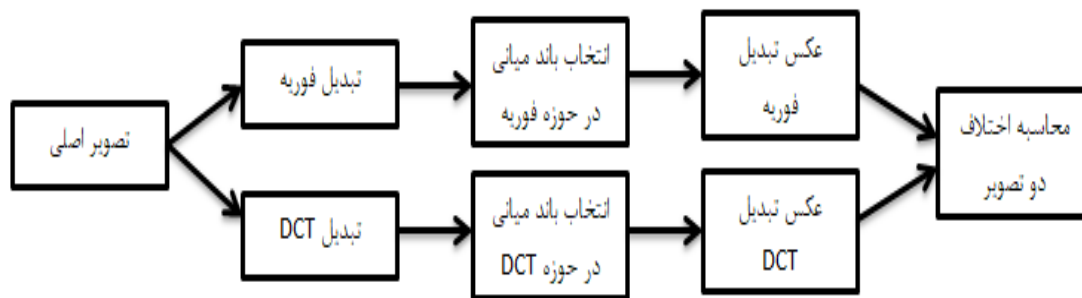 تصویر اصلی
تبدیل فوریه
انتخاب باند میانی
در حوزه فوریه
عکس تبدیل
فوریه
تبدیل DCT
انتخاب باند میانی
در حوزه DCT
عکس تبدیل
DCT
محاسبه اختلاف
دو تصویر